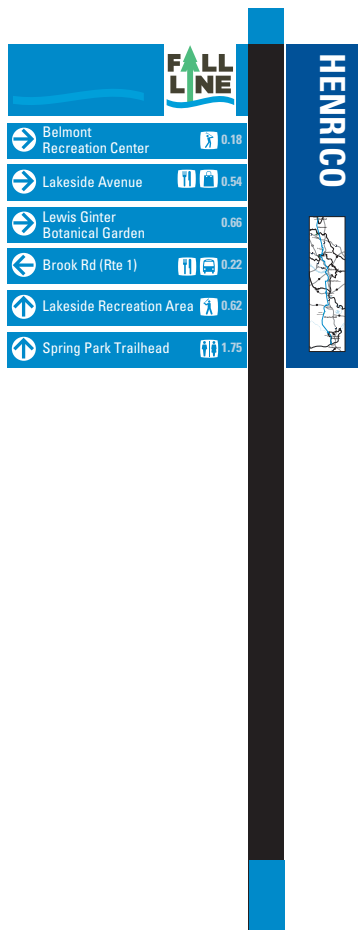 FALL
LINE
HENRICO
Belmont
Recreation Center 0.18
Lakeside Avenue 0.54
Lewis Ginter
Botanical Garden 0.66
Brook Rd (Rte 1) 0.22
Lakeside Recreation Area 0.62
Spring Park Trailhead 1.75